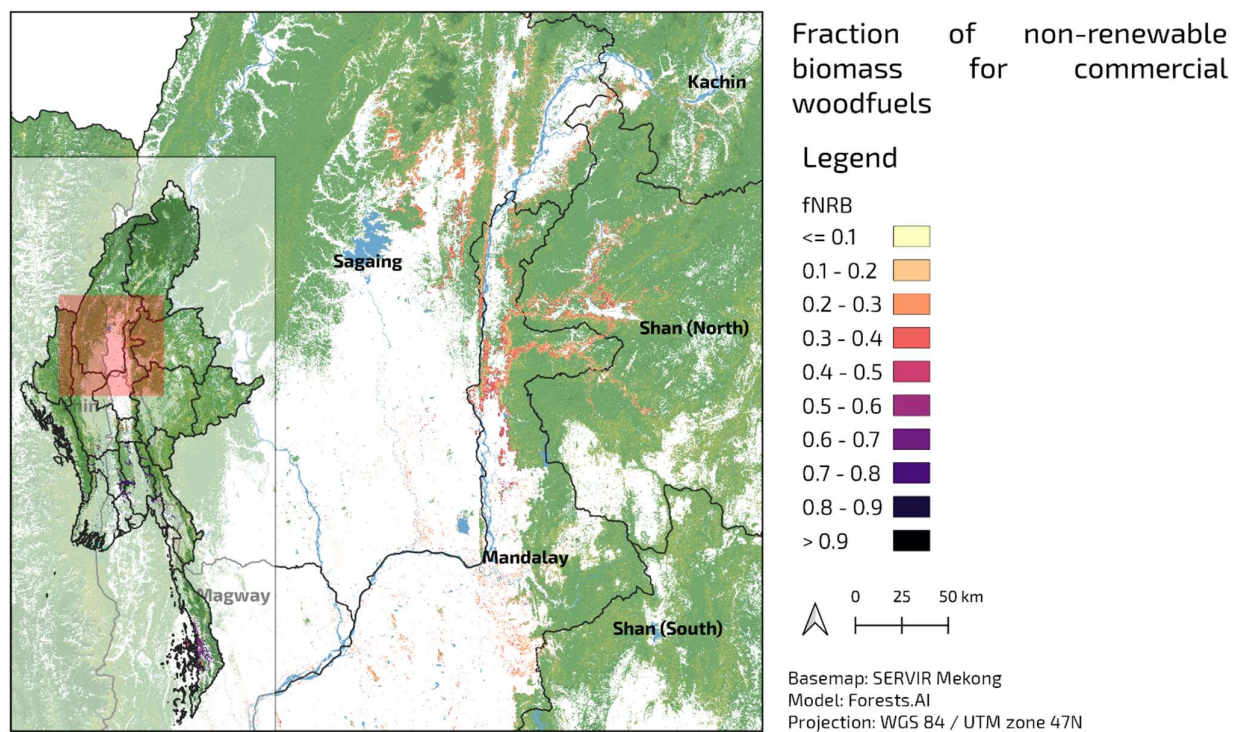 Fraction of non-renewable
biomass for commercial
woodfuels
Legend
fNRB
<= 0.1
0.1 - 0.2
0.2 - 0.3
0.3 - 0.4
0.4 - 0.5
0.5 - 0.6
0.6 - 0.7
0.7 - 0.8
0.8 - 0.9
> 0.9
0 25 50 km
Basemap: SERVIR Mekong
Model: Forests.AI
Projection: WGS 84 / UTM zone 47N
Kachin
Sagaing
Shan (North)
Mandalay
Magway
Shan (South)